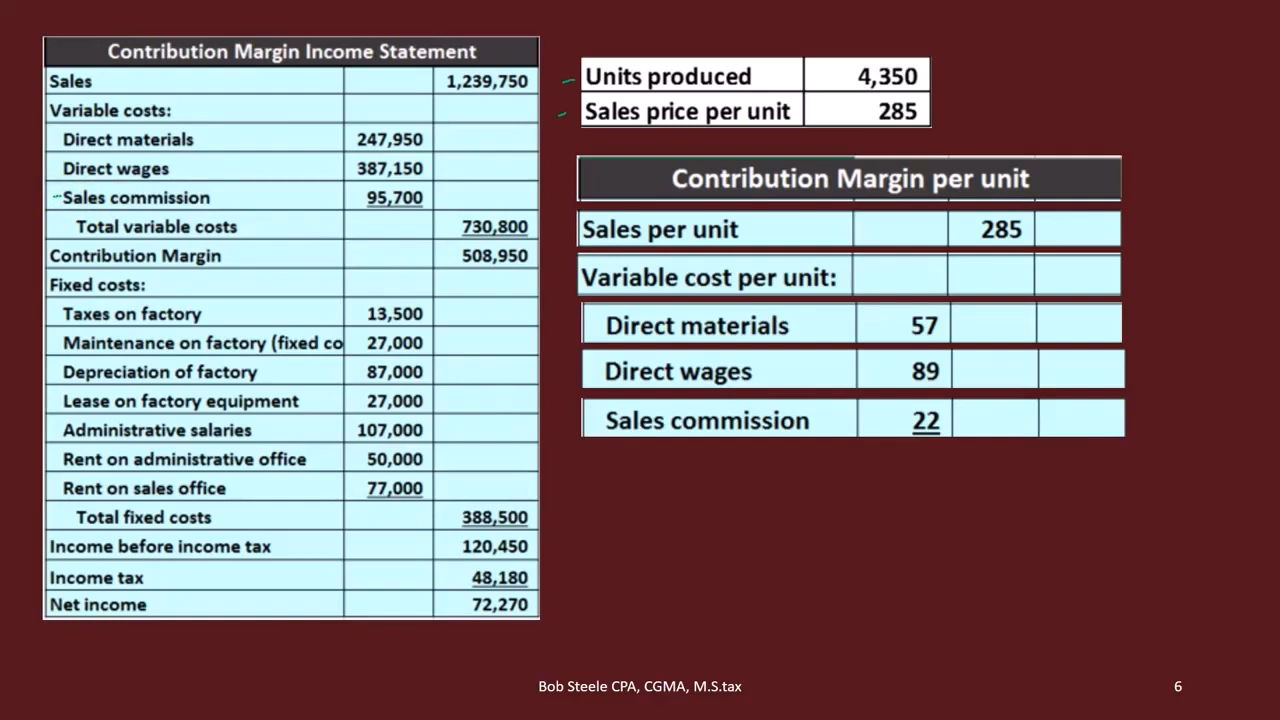 Contribution Margin Income Statement
Sales 1,239,750
Variable costs:
Direct materials 247,950
Direct wages 387,150
Sales commission 95,700
Total variable costs 730,800
Contribution Margin 508,950
Fixed costs:
Taxes on factory 13,500
Maintenance on factory (fixed co 27,000
Depreciation of factory 87,000
Lease on factory equipment 27,000
Administrative salaries 107,000
Rent on administrative office 50,000
Rent on sales office 77,000
Total fixed costs 388,500
Income before income tax 120,450
Income tax 48,180
Net income 72,270
Units produced 4,350
Sales price per unit 285
Contribution Margin per unit
Sales per unit 285
Variable cost per unit:
Direct materials 57
Direct wages 89
Sales commission 22
Bob Steele CPA, CGMA, M.S.tax
6